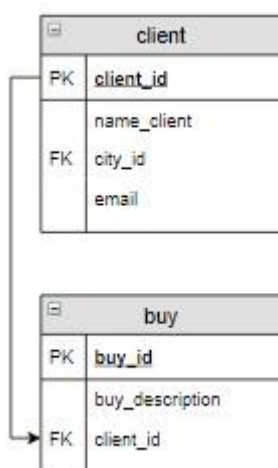 client
PK client_id
name_client
FK city_id
email
buy
PK buy_id
buy_description
FK client_id